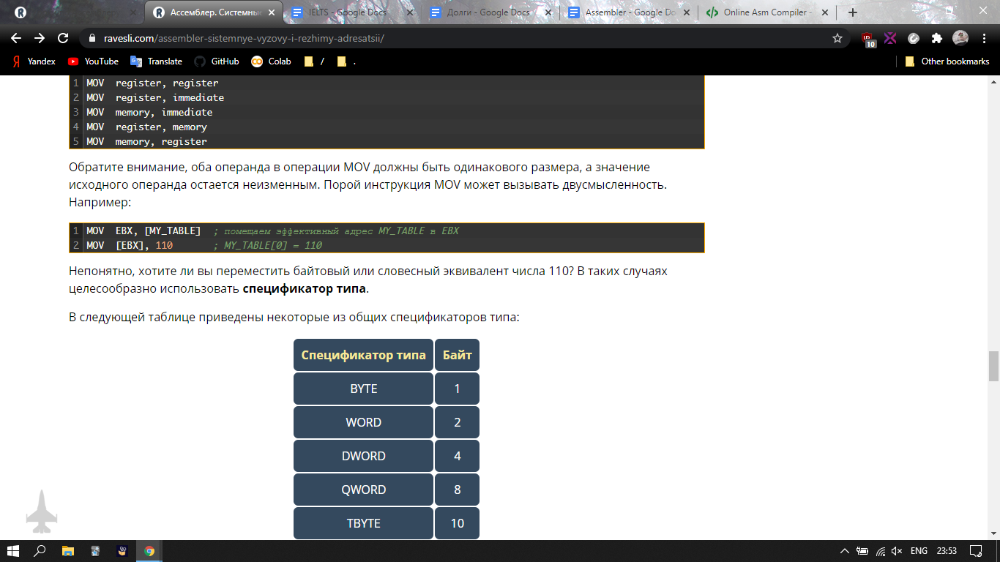 Ассемблер. Системные
IELTS - Google Docs
Долги - Google Docs
Assembler - Google Do
Online Asm Compiler -
ravesli.com/assembler-sistemnye-vyzovy-i-rezhimy-adresatsii/
10
Yandex
YouTube
Translate
GitHub
Colab
/
.
Other bookmarks
1 MOV register, register
2 MOV register, immediate
3 MOV memory, immediate
4 MOV register, memory
5 MOV memory, register
Обратите внимание, оба операнда в операции MOV должны быть одинакового размера, а значение
исходного операнда остается неизменным. Порой инструкция MOV может вызывать двусмысленность.
Например:
1 MOV EBX, [MY_TABLE] ; помещаем эффективный адрес MY_TABLE в EBX
2 MOV [EBX], 110 ; MY_TABLE[0] = 110
Непонятно, хотите ли вы переместить байтовый или словесный эквивалент числа 110? В таких случаях
целесообразно использовать спецификатор типа.
В следующей таблице приведены некоторые из общих спецификаторов типа:
Спецификатор типа Байт
BYTE 1
WORD 2
DWORD 4
QWORD 8
TBYTE 10
ENG 23:53